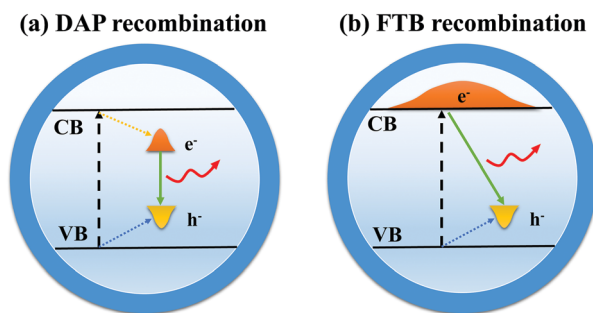 (a) DAP recombination
CB
e⁻
h⁻
VB
(b) FTB recombination
e⁻
CB
h⁻
VB